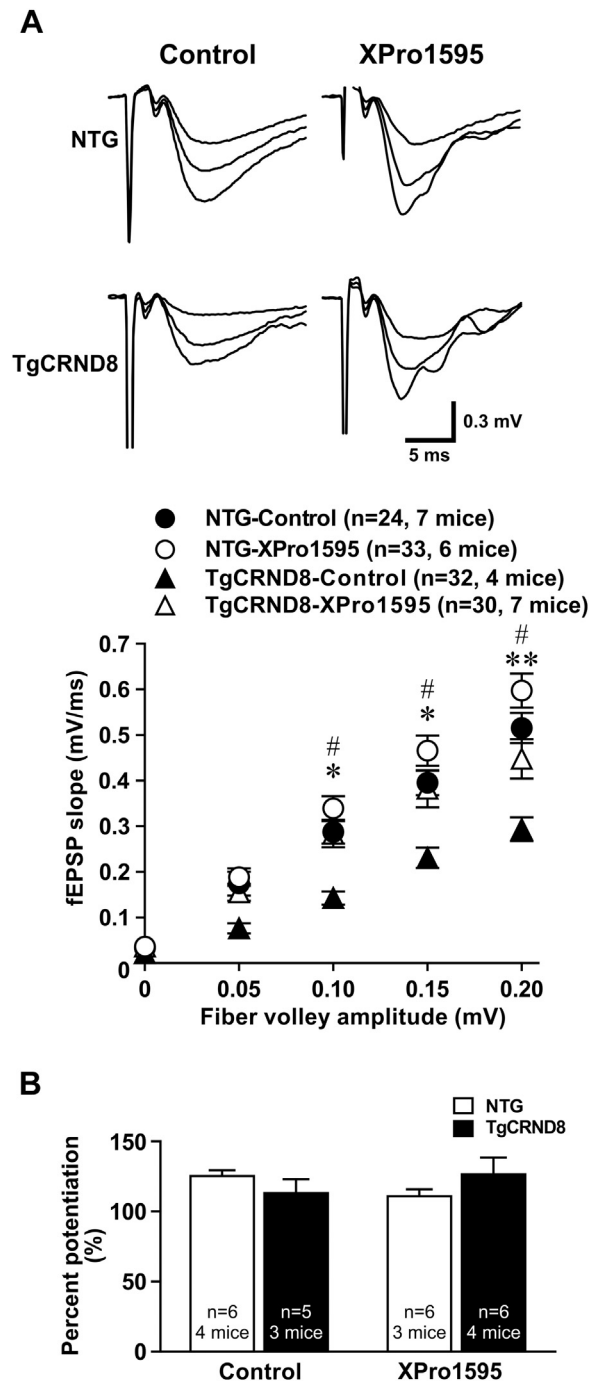 A
Control XPro1595
NTG
TgCRND8
0.3 mV
5 ms
NTG-Control (n=24, 7 mice)
NTG-XPro1595 (n=33, 6 mice)
TgCRND8-Control (n=32, 4 mice)
TgCRND8-XPro1595 (n=30, 7 mice)
fEPSP slope (mV/ms)
0.7
0.6
0.5
0.4
0.3
0.2
0.1
0
# # #
* * **
0 0.05 0.10 0.15 0.20
Fiber volley amplitude (mV)
B
NTG
TgCRND8
Percent potentiation
(%)
150
100
50
0
n=6 n=5 n=6 n=6
4 mice 3 mice 3 mice 4 mice
Control XPro1595